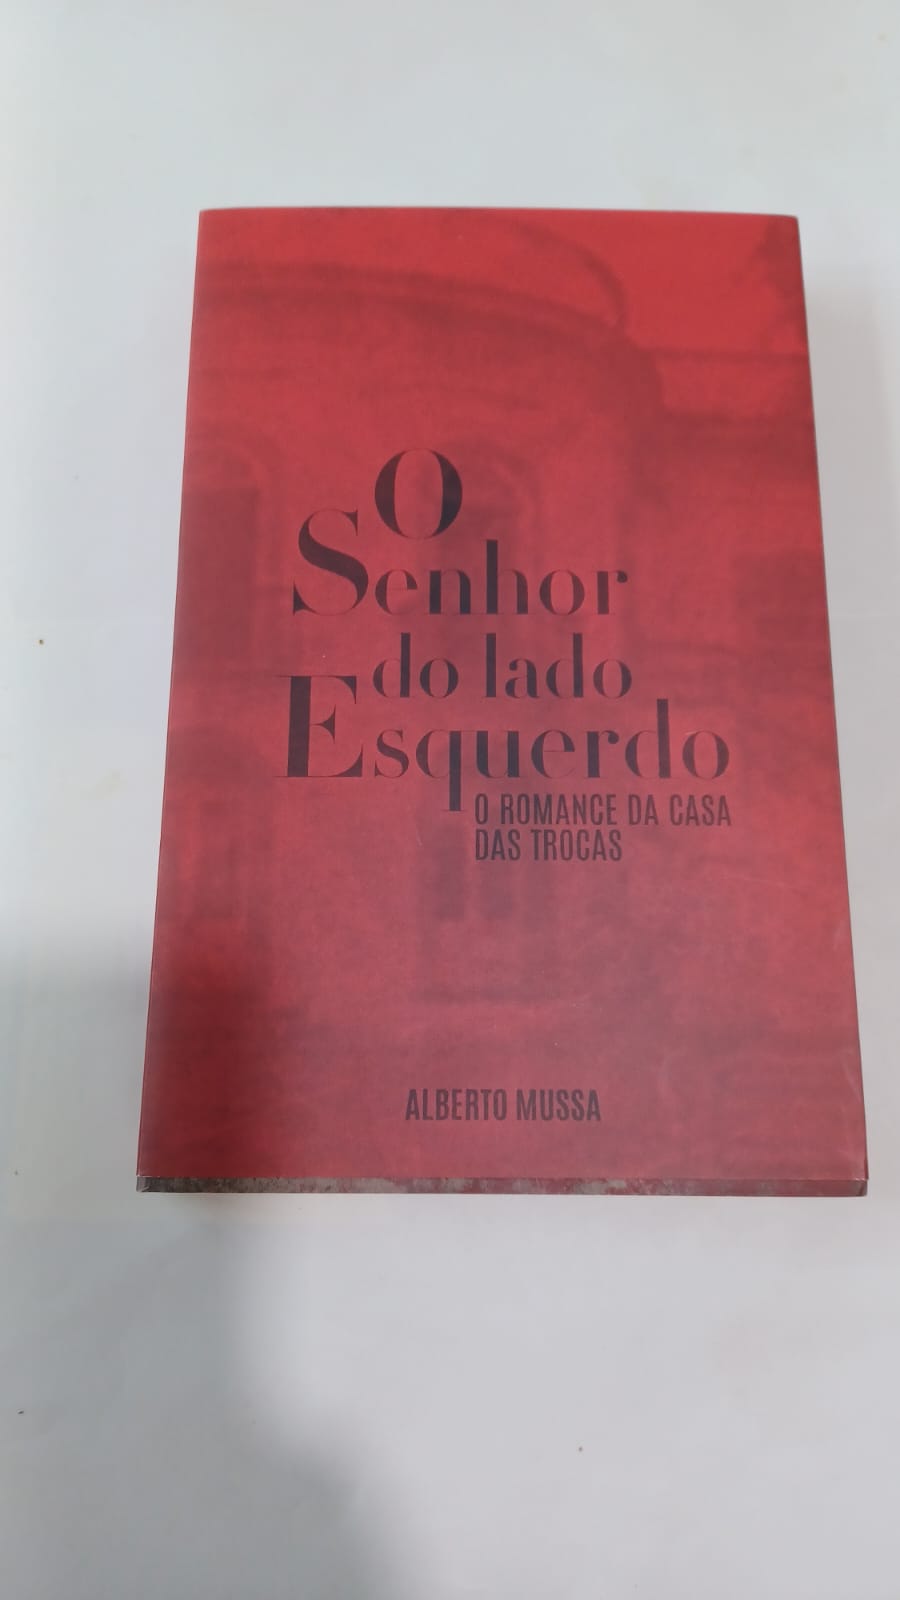 O
Senhor
do lado
Esquerdo
O ROMANCE DA CASA
DAS TROCAS
ALBERTO MUSSA